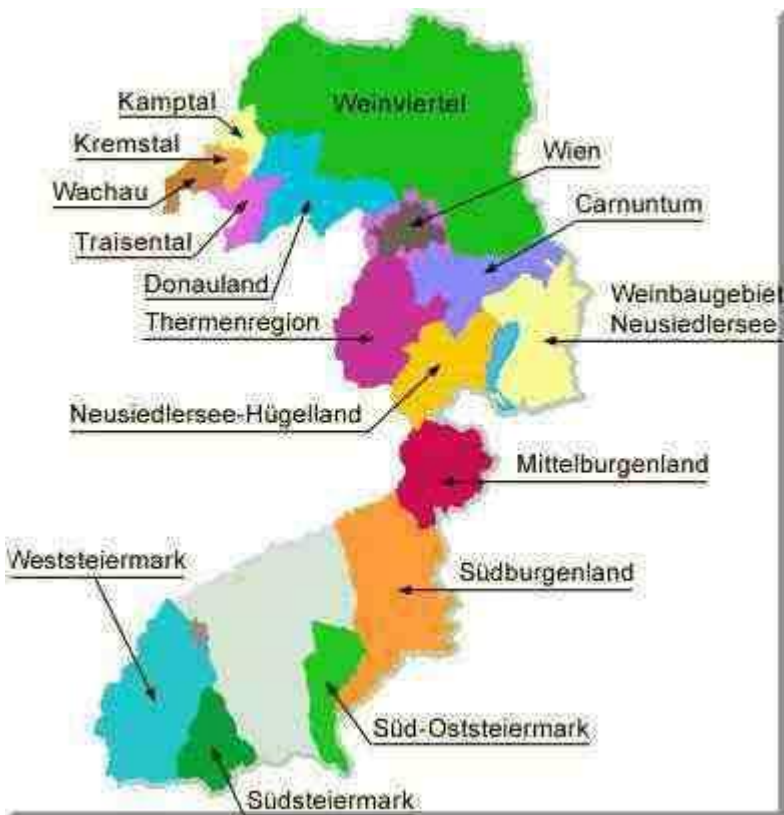 Kamptal
Weinviertel
Kremstal
Wien
Wachau
Carnuntum
Traisental
Donauland
Weinbaugebiet
Neusiedlersee
Thermenregion
Neusiedlersee-Hügelland
Mittelburgenland
Weststeiermark
Südburgenland
Süd-Oststeiermark
Südsteiermark